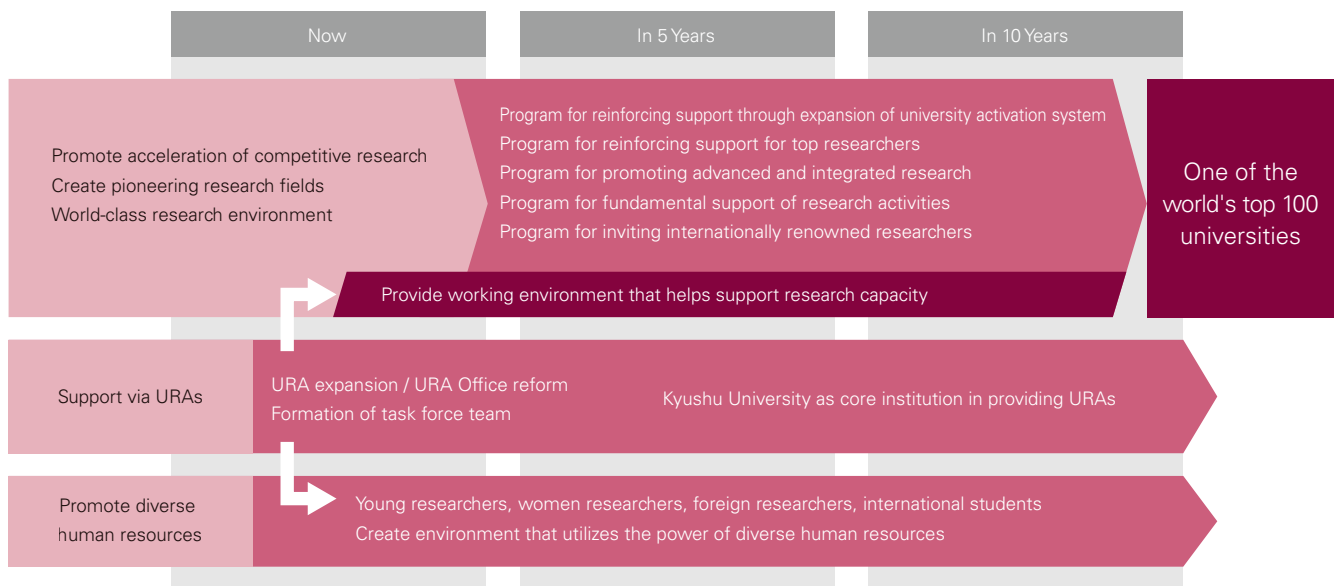 Now
In 5 Years
In 10 Years
Promote acceleration of competitive research
Create pioneering research fields
World-class research environment
Program for reinforcing support through expansion of university activation system
Program for reinforcing support for top researchers
Program for promoting advanced and integrated research
Program for fundamental support of research activities
Program for inviting internationally renowned researchers
One of the
world's top 100
universities
Provide working environment that helps support research capacity
Support via URAs
URA expansion / URA Office reform
Formation of task force team
Kyushu University as core institution in providing URAs
Promote diverse
human resources
Young researchers, women researchers, foreign researchers, international students
Create environment that utilizes the power of diverse human resources